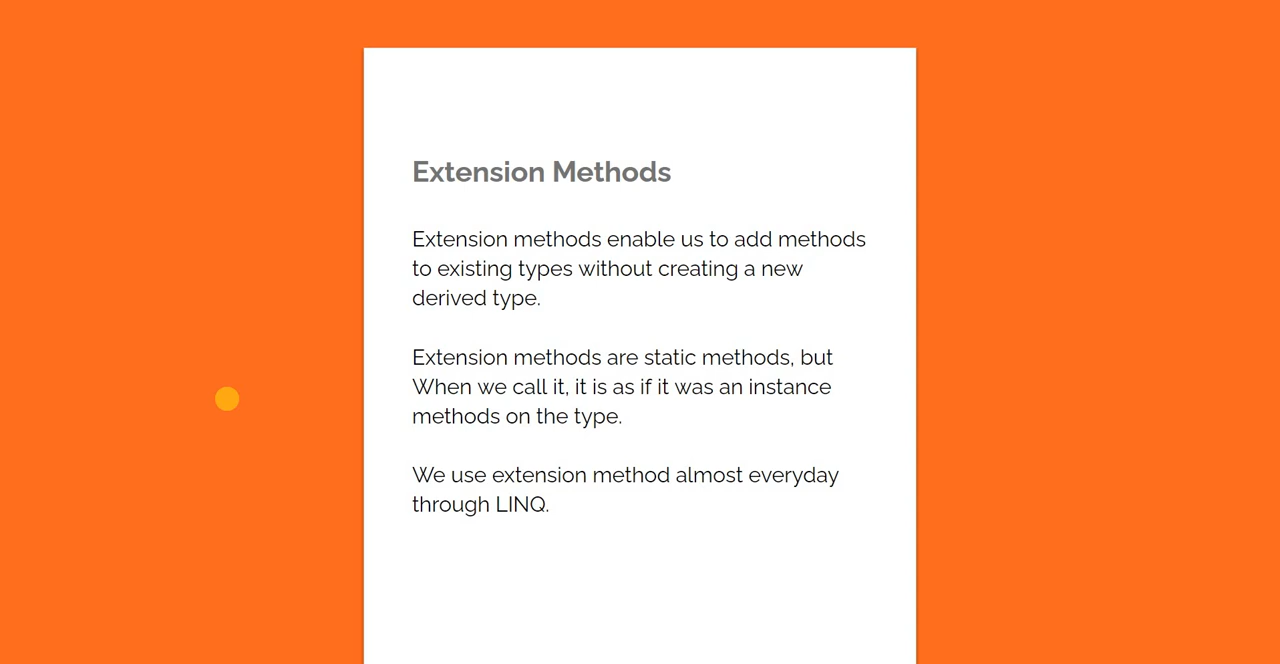 Extension Methods
Extension methods enable us to add methods
to existing types without creating a new
derived type.
Extension methods are static methods, but
When we call it, it is as if it was an instance
methods on the type.
We use extension method almost everyday
through LINQ.